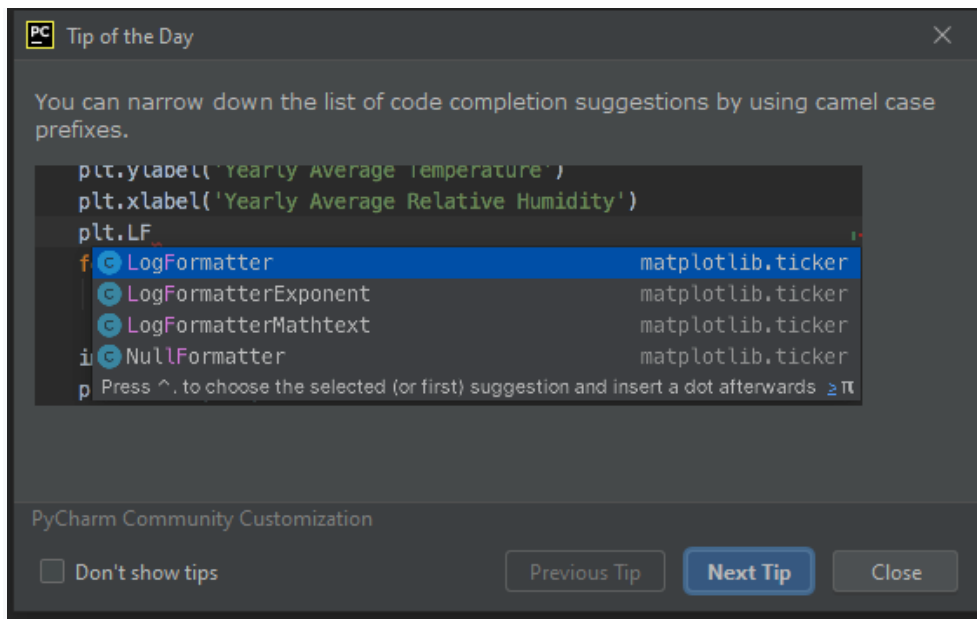 PC Tip of the Day
You can narrow down the list of code completion suggestions by using camel case
prefixes.
plt.ylabel('Yearly Average Temperature')
plt.xlabel('Yearly Average Relative Humidity')
plt.LF
f C LogFormatter matplotlib.ticker
C LogFormatterExponent matplotlib.ticker
C LogFormatterMathtext matplotlib.ticker
i C NullFormatter matplotlib.ticker
p Press ^. to choose the selected (or first) suggestion and insert a dot afterwards ≥ π
PyCharm Community Customization
Don't show tips
Previous Tip
Next Tip
Close